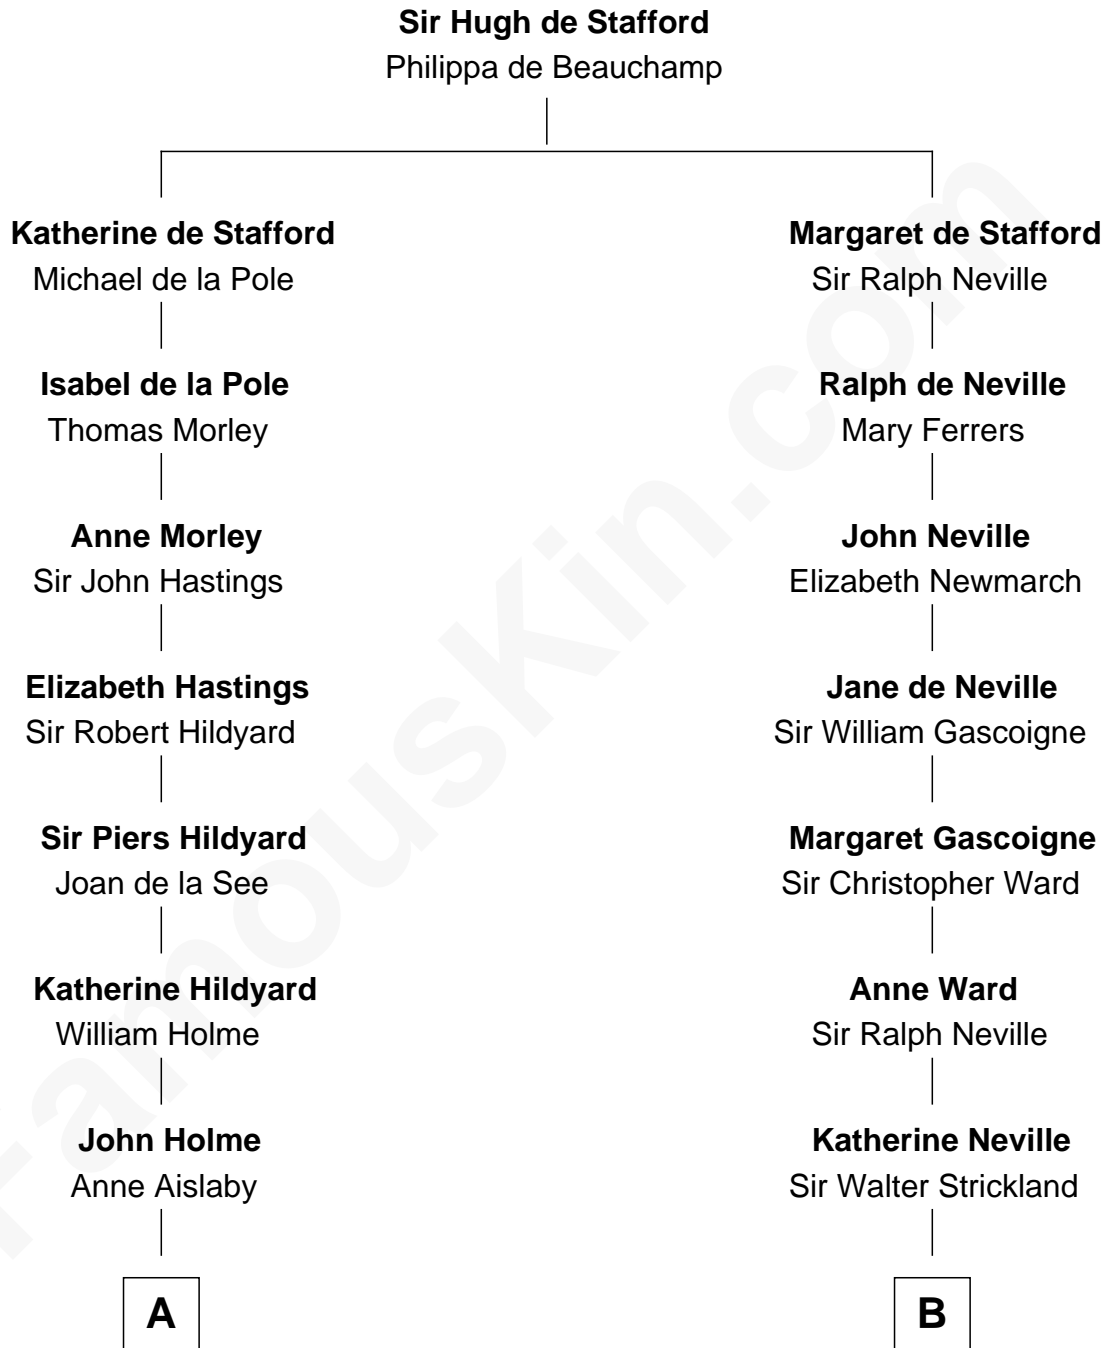 Sir Hugh de Stafford
Philippa de Beauchamp
Katherine de Stafford
Michael de la Pole
Margaret de Stafford
Sir Ralph Neville
Isabel de la Pole
Thomas Morley
Ralph de Neville
Mary Ferrers
Anne Morley
Sir John Hastings
John Neville
Elizabeth Newmarch
Elizabeth Hastings
Sir Robert Hildyard
Jane de Neville
Sir William Gascoigne
Sir Piers Hildyard
Joan de la See
Margaret Gascoigne
Sir Christopher Ward
Katherine Hildyard
William Holme
Anne Ward
Sir Ralph Neville
John Holme
Anne Aislaby
Katherine Neville
Sir Walter Strickland
A
B
FamousKin.com